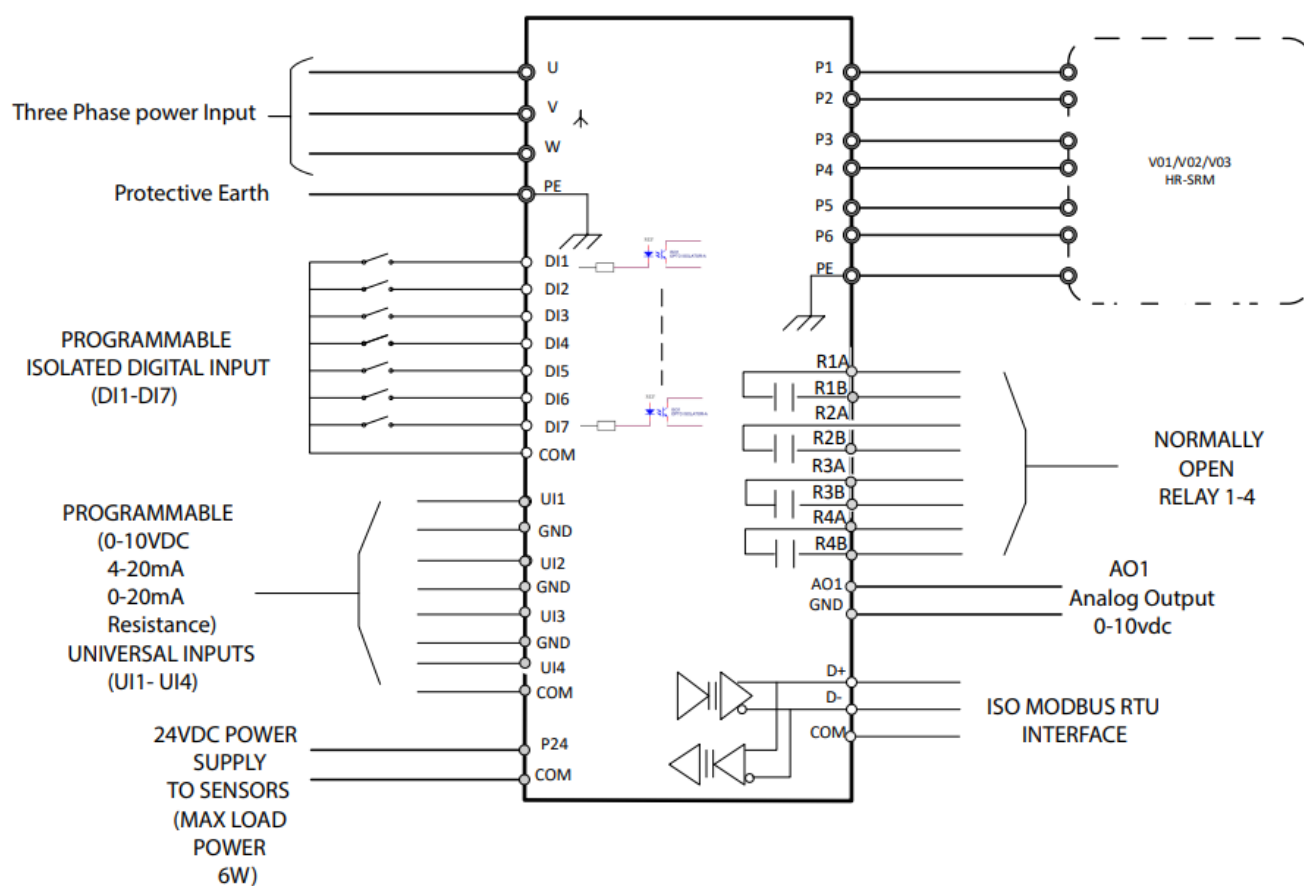 Three Phase power Input
U
V
W
Protective Earth
PE
PROGRAMMABLE
ISOLATED DIGITAL INPUT
(DI1-DI7)
DI1
DI2
DI3
DI4
DI5
DI6
DI7
COM
PROGRAMMABLE
(0-10VDC
4-20mA
0-20mA
Resistance)
UNIVERSAL INPUTS
(UI1- UI4)
UI1
GND
UI2
GND
UI3
GND
UI4
COM
24VDC POWER
SUPPLY
TO SENSORS
(MAX LOAD
POWER
6W)
P24
COM
P1
P2
P3
P4
P5
P6
PE
V01/V02/V03
HR-SRM
R1A
R1B
R2A
R2B
R3A
R3B
R4A
R4B
NORMALLY
OPEN
RELAY 1-4
AO1
GND
AO1
Analog Output
0-10vdc
D+
D-
COM
ISO MODBUS RTU
INTERFACE